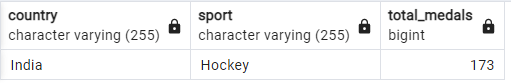 country sport total_medals
character varying (255) character varying (255) bigint
India Hockey 173